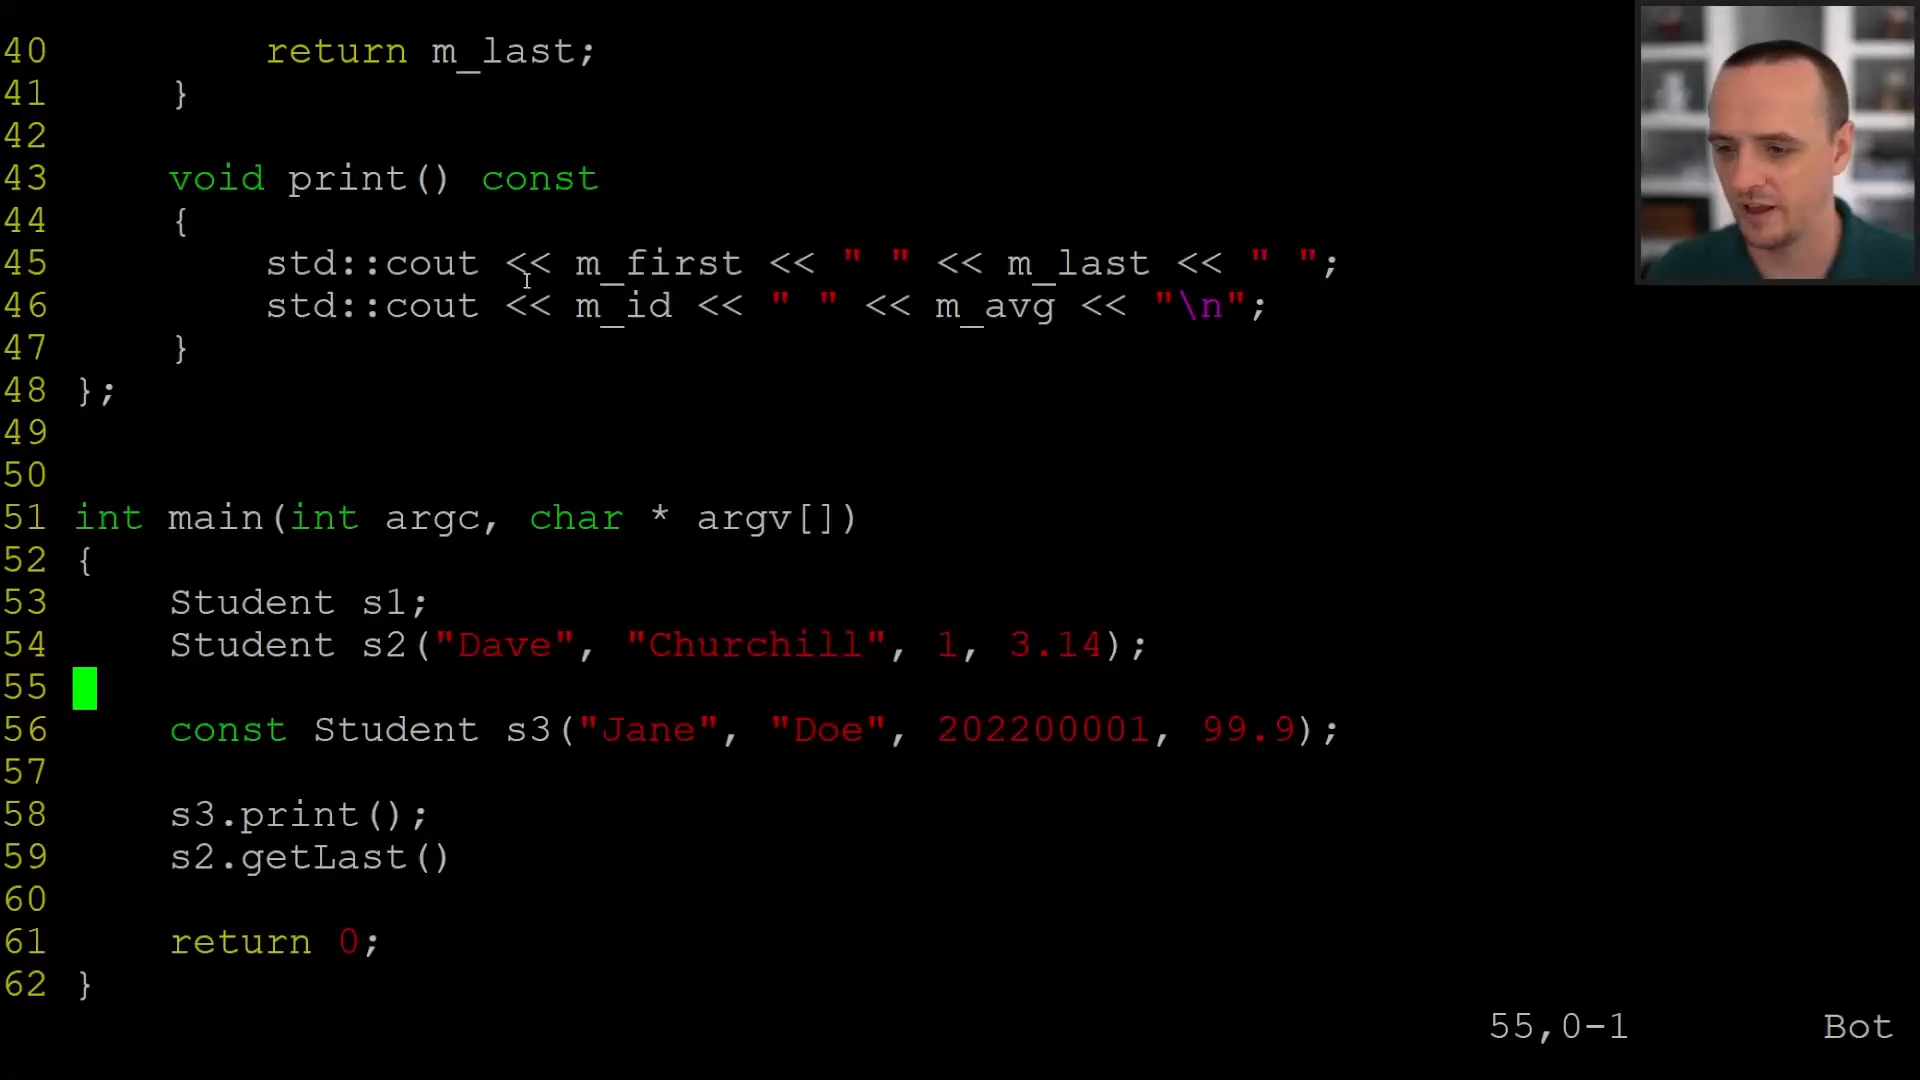 40 return m_last;
41 }
42
43 void print() const
44 {
45 std::cout << m_first << " " << m_last << " ";
46 std::cout << m_id << " " << m_avg << "\n";
47 }
48 };
49
50
51 int main(int argc, char * argv[])
52 {
53 Student s1;
54 Student s2("Dave", "Churchill", 1, 3.14);
55
56 const Student s3("Jane", "Doe", 202200001, 99.9);
57
58 s3.print();
59 s2.getLast()
60
61 return 0;
62 }
55,0-1 Bot